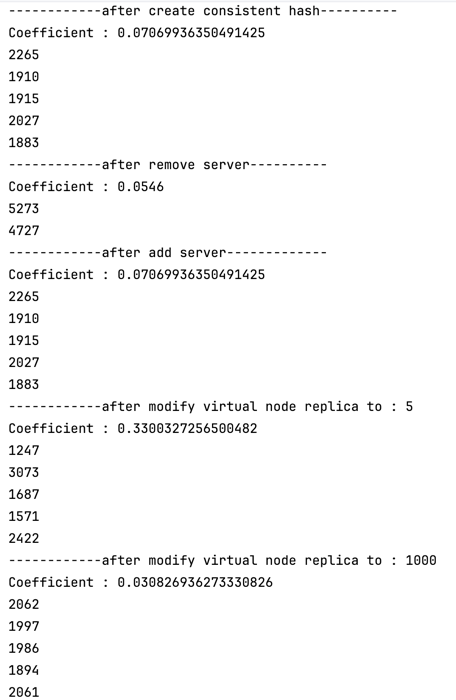 ------------after create consistent hash----------
Coefficient : 0.07069936350491425
2265
1910
1915
2027
1883
------------after remove server----------
Coefficient : 0.0546
5273
4727
------------after add server-------------
Coefficient : 0.07069936350491425
2265
1910
1915
2027
1883
------------after modify virtual node replica to : 5
Coefficient : 0.3300327256500482
1247
3073
1687
1571
2422
------------after modify virtual node replica to : 1000
Coefficient : 0.030826936273330826
2062
1997
1986
1894
2061